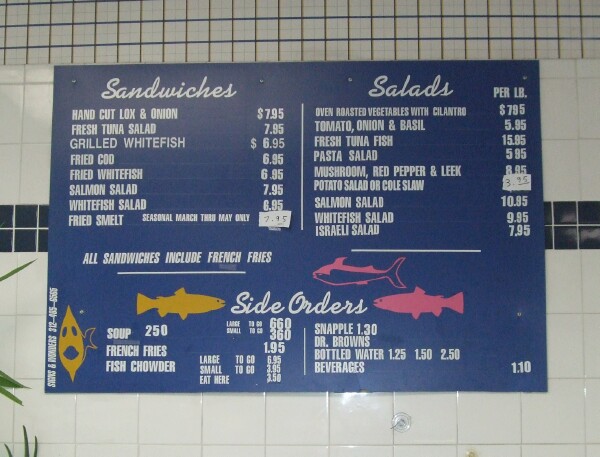 Sandwiches
HAND CUT LOX & ONION $7.95
FRESH TUNA SALAD 7.95
GRILLED WHITEFISH $ 6.95
FRIED COD 6.95
FRIED WHITEFISH 6.95
SALMON SALAD 7.95
WHITEFISH SALAD 8.95
FRIED SMELT SEASONAL MARCH THRU MAY ONLY 7.95
ALL SANDWICHES INCLUDE FRENCH FRIES
Salads PER LB.
OVEN ROASTED VEGETABLES WITH CILANTRO $795
TOMATO, ONION & BASIL 5.95
FRESH TUNA FISH 15.95
PASTA SALAD 5 95
MUSHROOM, RED PEPPER & LEEK 8.95
POTATO SALAD OR COLE SLAW 3.95
SALMON SALAD 10.95
WHITEFISH SALAD 9.95
ISRAELI SALAD 7.95
Side Orders
SOUP 250 LARGE TO GO 660
SMALL TO GO 360
FRENCH FRIES 1.95
FISH CHOWDER LARGE TO GO 6.95
SMALL TO GO 3.95
EAT HERE 3.50
SNAPPLE 1.30
DR. BROWNS
BOTTLED WATER 1.25 1.50 2.50
BEVERAGES 1.10